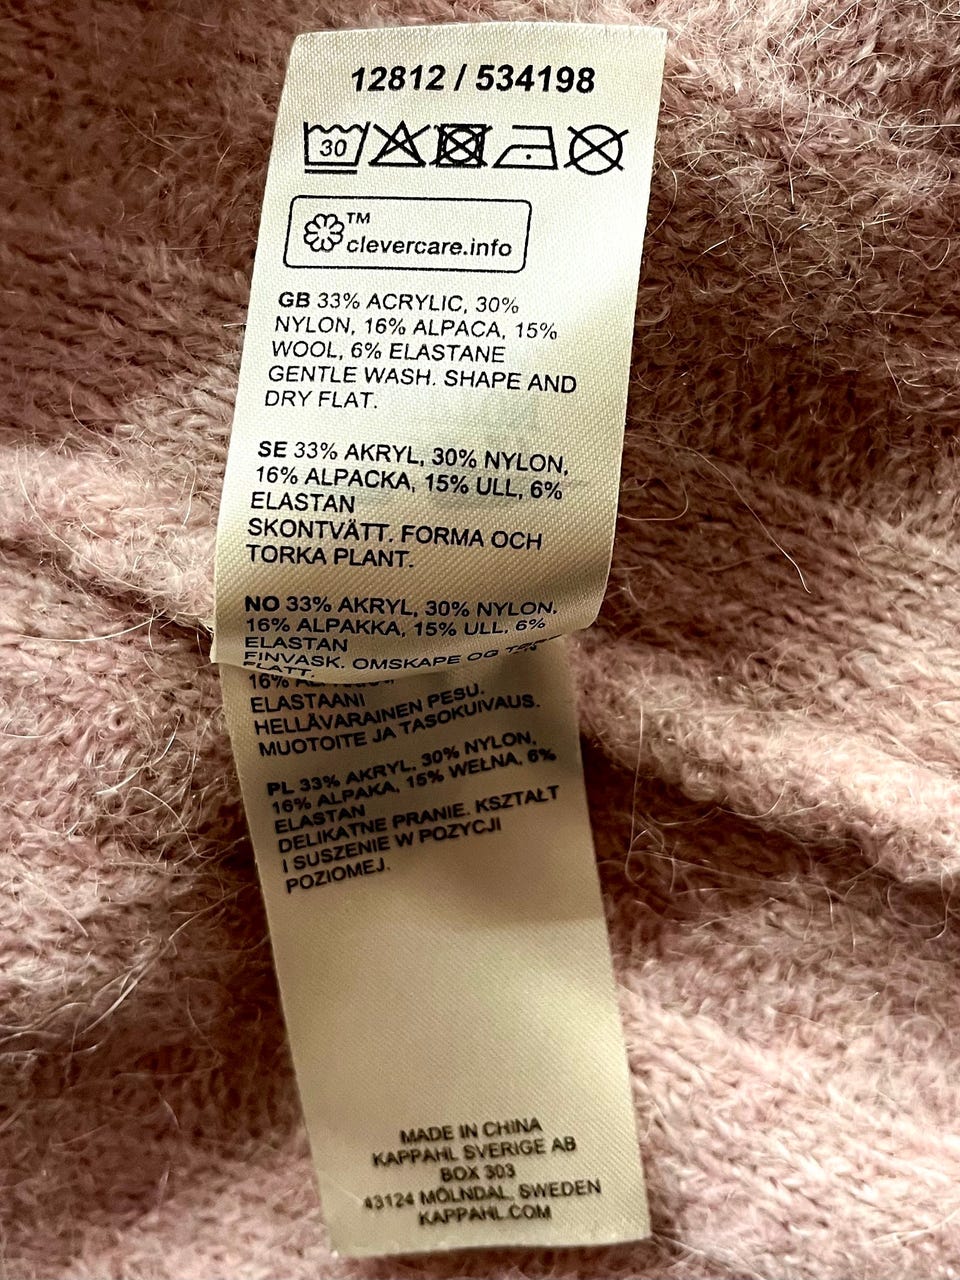 12812 / 534198
30
TM
clevercare.info
GB 33% ACRYLIC, 30%
NYLON, 16% ALPACA, 15%
WOOL, 6% ELASTANE
GENTLE WASH. SHAPE AND
DRY FLAT.
SE 33% AKRYL, 30% NYLON,
16% ALPACKA, 15% ULL, 6%
ELASTAN
SKONTVÄTT. FORMA OCH
TORKA PLANT.
NO 33% AKRYL, 30% NYLON,
16% ALPAKKA, 15% ULL, 6%
ELASTAN
FINVASK. OMSKAPE OG
FLATT.
16%
ELASTAANI
HELLÄVARAINEN PESU.
MUOTOITE JA TASOKUIVAUS.
PL 33% AKRYL, 30% NYLON,
16% ALPAKA, 15% WEŁNA, 6%
ELASTAN
DELIKATNE PRANIE. KSZTAŁT
I SUSZENIE W POZYCJI
POZIOMEJ.
MADE IN CHINA
KAPPAHL SVERIGE AB
BOX 303
43124 MÖLNDAL, SWEDEN
KAPPAHL.COM